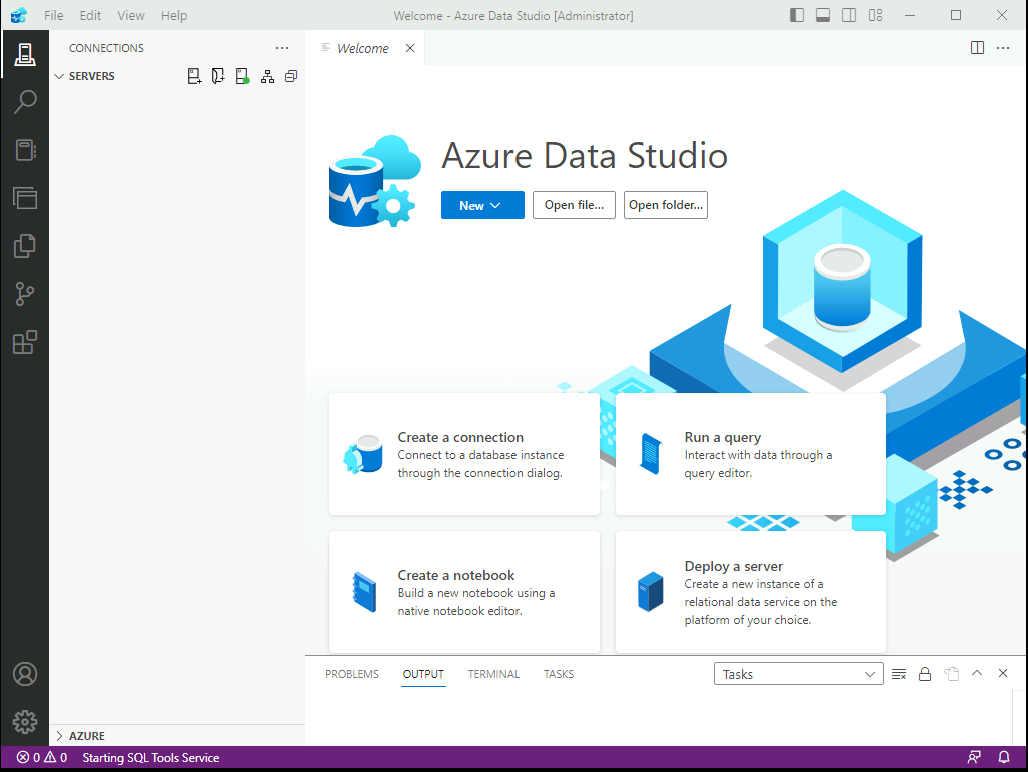 File Edit View Help Welcome - Azure Data Studio [Administrator]
CONNECTIONS
SERVERS
Welcome
Azure Data Studio
New Open file... Open folder...
Create a connection
Connect to a database instance
through the connection dialog.
Run a query
Interact with data through a
query editor.
Create a notebook
Build a new notebook using a
native notebook editor.
Deploy a server
Create a new instance of a
relational data service on the
platform of your choice.
PROBLEMS OUTPUT TERMINAL TASKS Tasks
AZURE
0 0 Starting SQL Tools Service